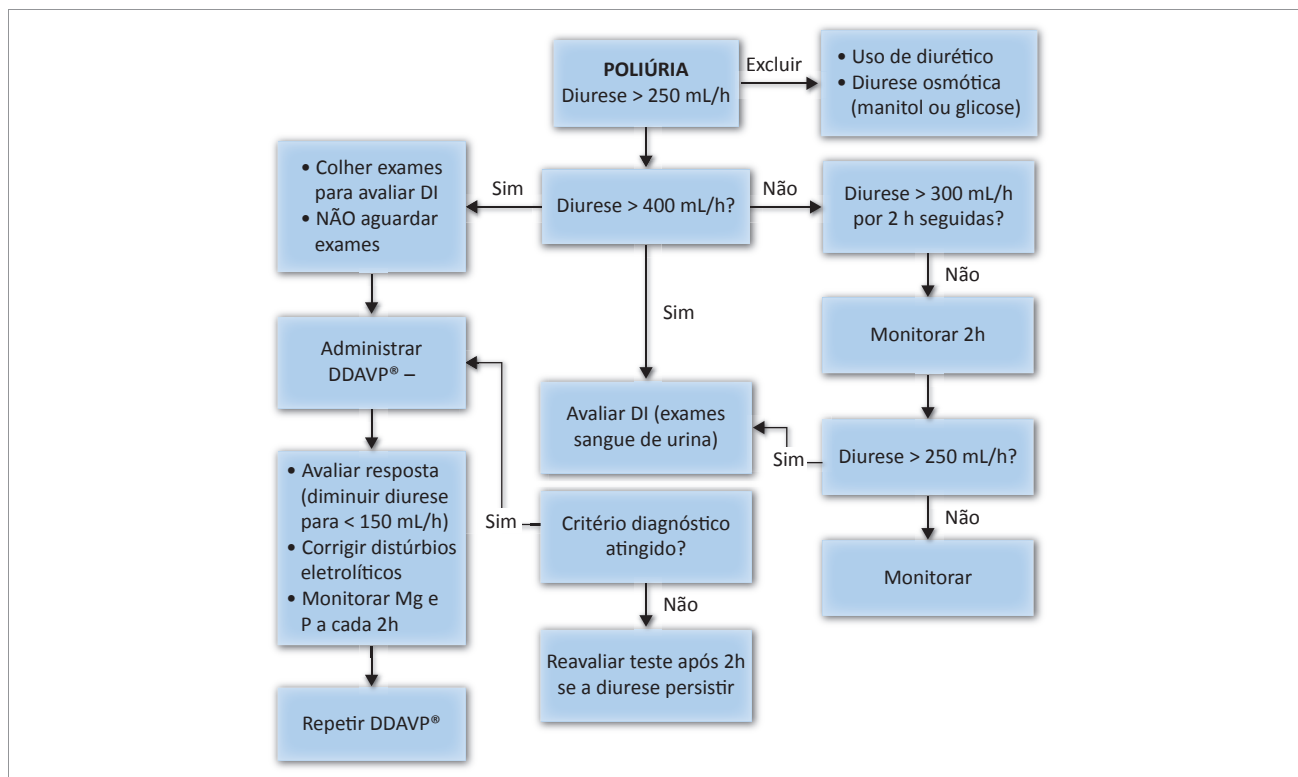 POLIÚRIA
Diurese > 250 mL/h
Excluir
• Uso de diurético
• Diurese osmótica
(manitol ou glicose)
• Colher exames
para avaliar DI
• NÃO aguardar
exames
Sim
Diurese > 400 mL/h?
Não
Diurese > 300 mL/h
por 2 h seguidas?
Não
Sim
Monitorar 2h
Administrar
DDAVP® –
Avaliar DI (exames
sangue de urina)
Sim
Diurese > 250 mL/h?
Não
Monitorar
• Avaliar resposta
(diminuir diurese
para < 150 mL/h)
• Corrigir distúrbios
eletrolíticos
• Monitorar Mg e
P a cada 2h
Sim
Critério diagnóstico
atingido?
Não
Reavaliar teste após 2h
se a diurese persistir
Repetir DDAVP®